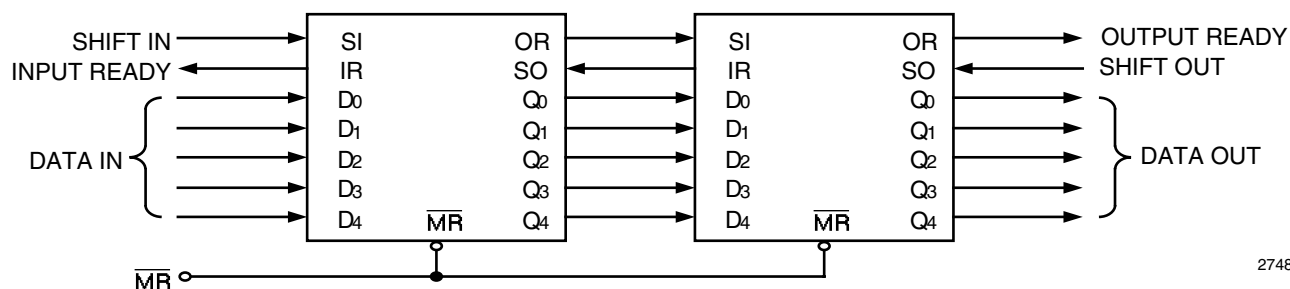 SHIFT IN SI OR SI OR OUTPUT READY
INPUT READY IR SO IR SO SHIFT OUT
D0 Q0 D0 Q0
D1 Q1 D1 Q1
DATA IN D2 Q2 D2 Q2 DATA OUT
D3 Q3 D3 Q3
D4 MR Q4 D4 MR Q4
MR
2748